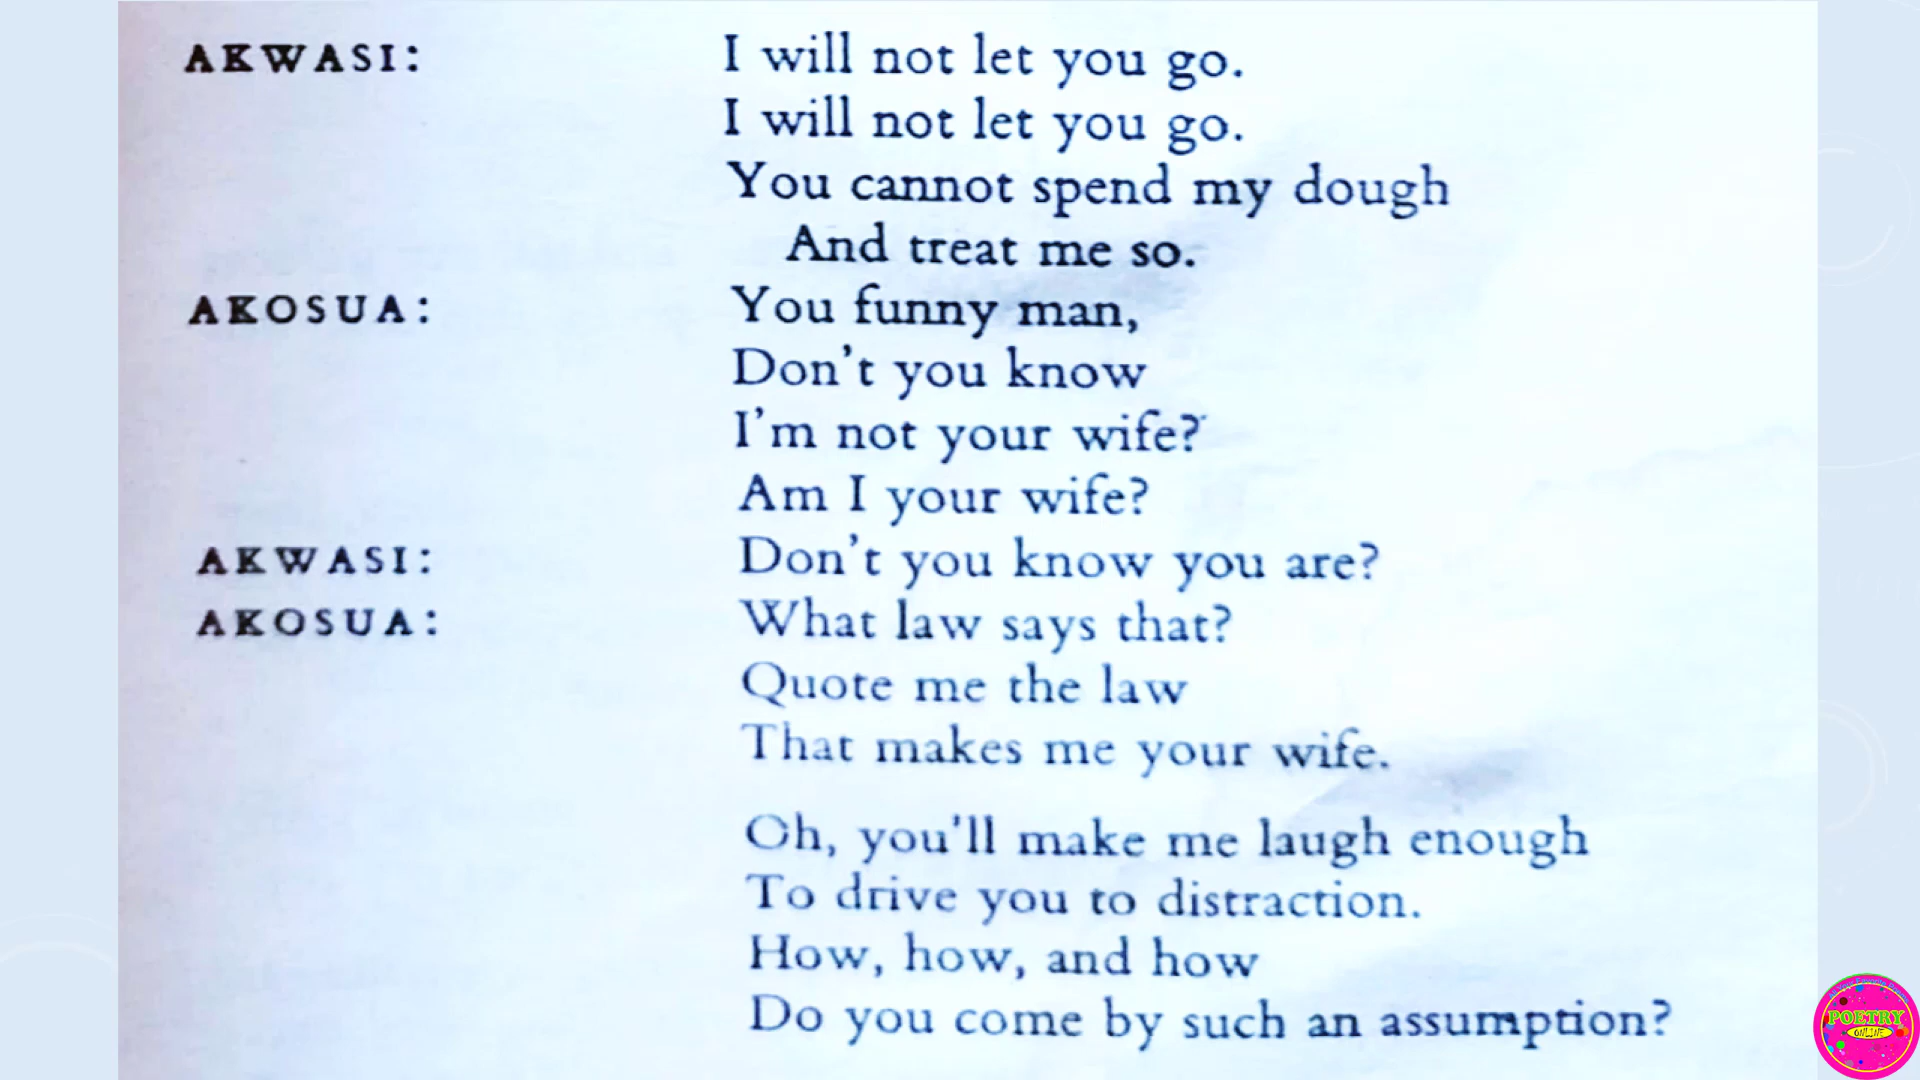 AKWASI: I will not let you go.
I will not let you go.
You cannot spend my dough
And treat me so.
AKOSUA: You funny man,
Don't you know
I'm not your wife?
Am I your wife?
AKWASI: Don't you know you are?
AKOSUA: What law says that?
Quote me the law
That makes me your wife.
Oh, you'll make me laugh enough
To drive you to distraction.
How, how, and how
Do you come by such an assumption?
POETRY
ONLINE